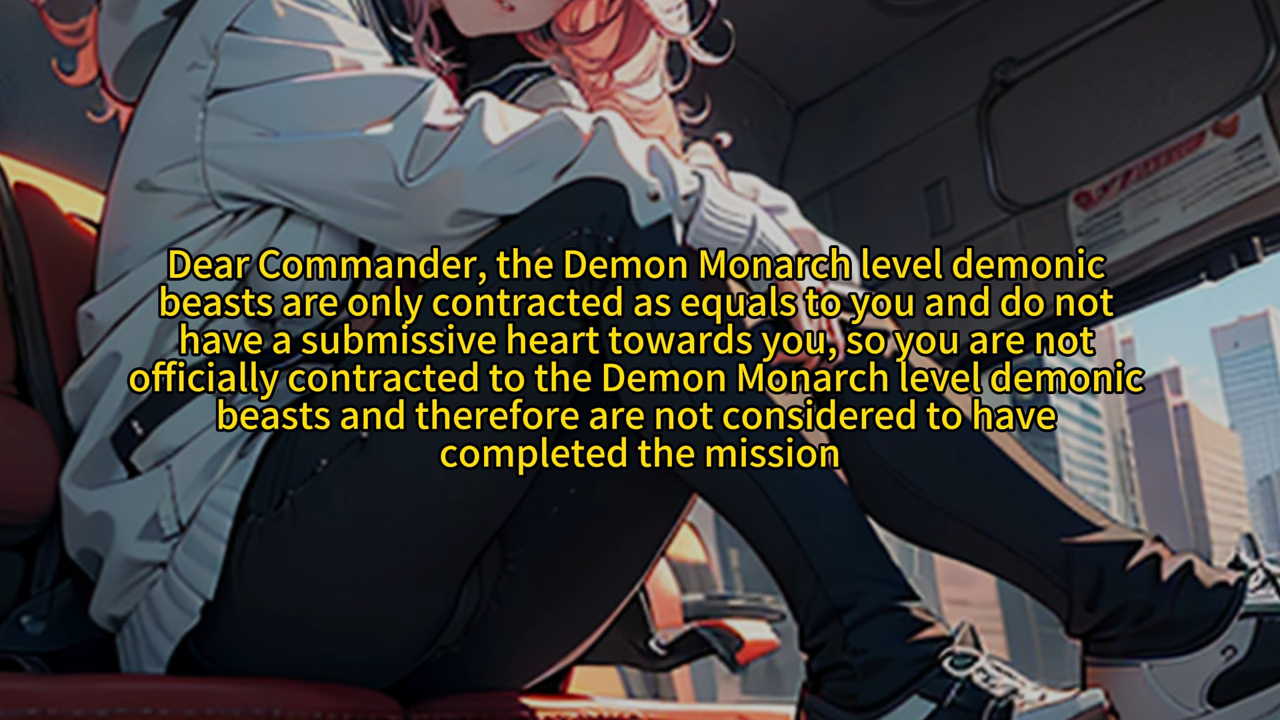 Dear Commander, the Demon Monarch level demonic
beasts are only contracted as equals to you and do not
have a submissive heart towards you, so you are not
officially contracted to the Demon Monarch level demonic
beasts and therefore are not considered to have
completed the mission